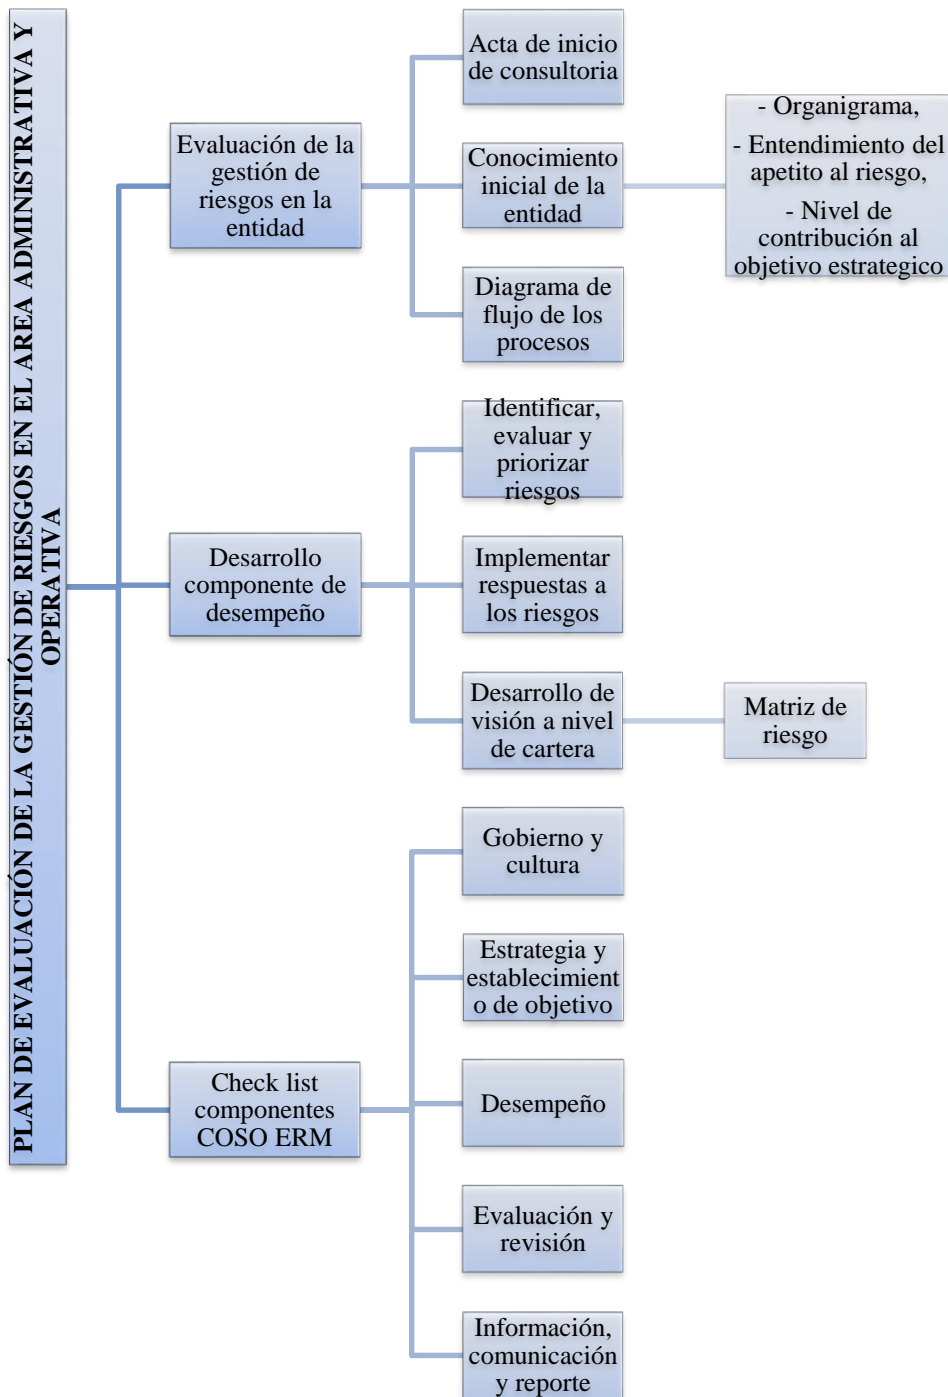 PLAN DE EVALUACIÓN DE LA GESTIÓN DE RIESGOS EN EL AREA ADMINISTRATIVA Y
OPERATIVA
Evaluación de la
gestión de
riesgos en la
entidad
Acta de inicio
de consultoria
Conocimiento
inicial de la
entidad
- Organigrama,
- Entendimiento del
apetito al riesgo,
- Nivel de
contribución al
objetivo estrategico
Diagrama de
flujo de los
procesos
Desarrollo
componente de
desempeño
Identificar,
evaluar y
priorizar
riesgos
Implementar
respuestas a
los riesgos
Desarrollo de
visión a nivel
de cartera
Matriz de
riesgo
Check list
componentes
COSO ERM
Gobierno y
cultura
Estrategia y
establecimient
o de objetivo
Desempeño
Evaluación y
revisión
Información,
comunicación
y reporte